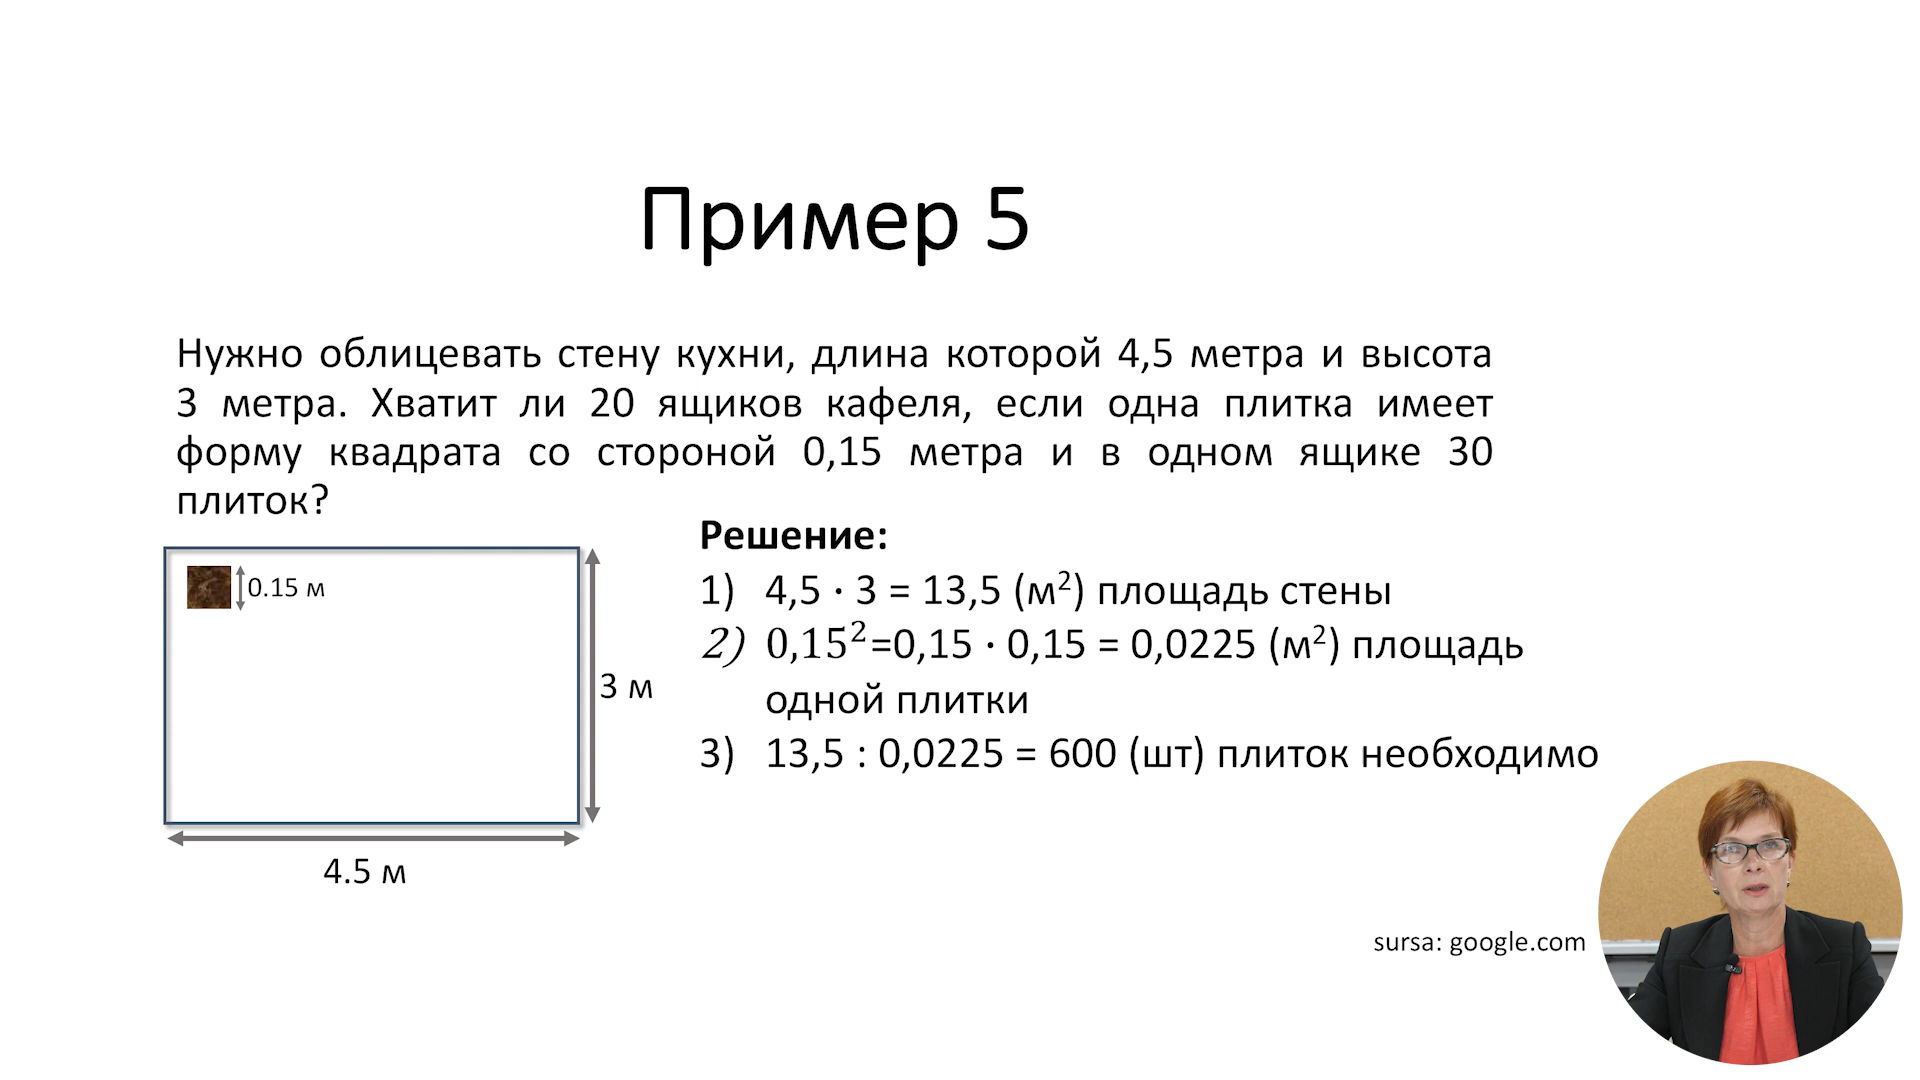 Пример 5
Нужно облицевать стену кухни, длина которой 4,5 метра и высота
3 метра. Хватит ли 20 ящиков кафеля, если одна плитка имеет
форму квадрата со стороной 0,15 метра и в одном ящике 30
плиток?
0.15 м
3 м
4.5 м
Решение:
1) 4,5 · 3 = 13,5 (м²) площадь стены
2) 0,15²=0,15 · 0,15 = 0,0225 (м²) площадь
одной плитки
3) 13,5 : 0,0225 = 600 (шт) плиток необходимо
sursa: google.com